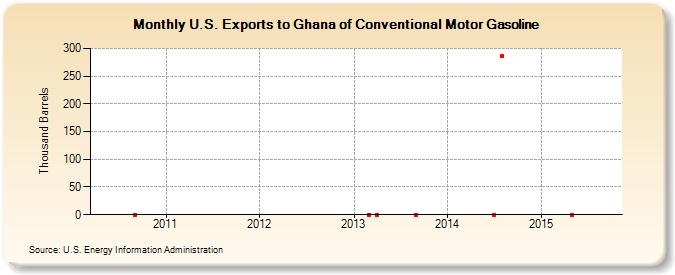 Monthly U.S. Exports to Ghana of Conventional Motor Gasoline
Thousand Barrels
300
250
200
150
100
50
0
2011 2012 2013 2014 2015
Source: U.S. Energy Information Administration